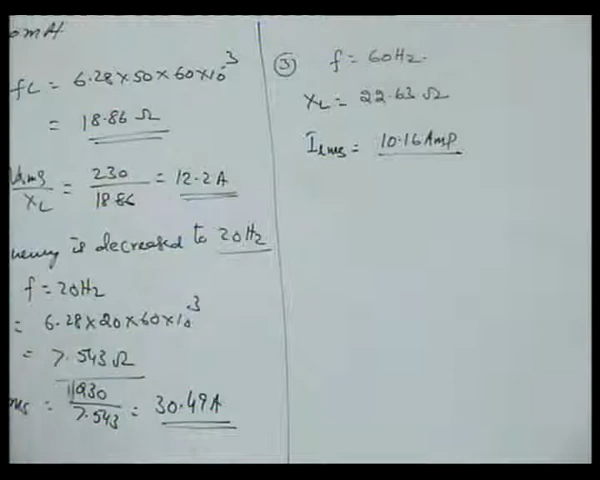 omH
fL = 6.28×50×60×10^-3
= 18.86 Ω
Vrms/XL = 230/18.86 = 12.2A
uency is decreased to 20Hz
f = 20Hz
= 6.28×20×60×10^-3
= 7.543 Ω
rms = 230/7.543 = 30.49A
③ f = 60Hz.
XL = 22.63 Ω
Irms = 10.16 Amp